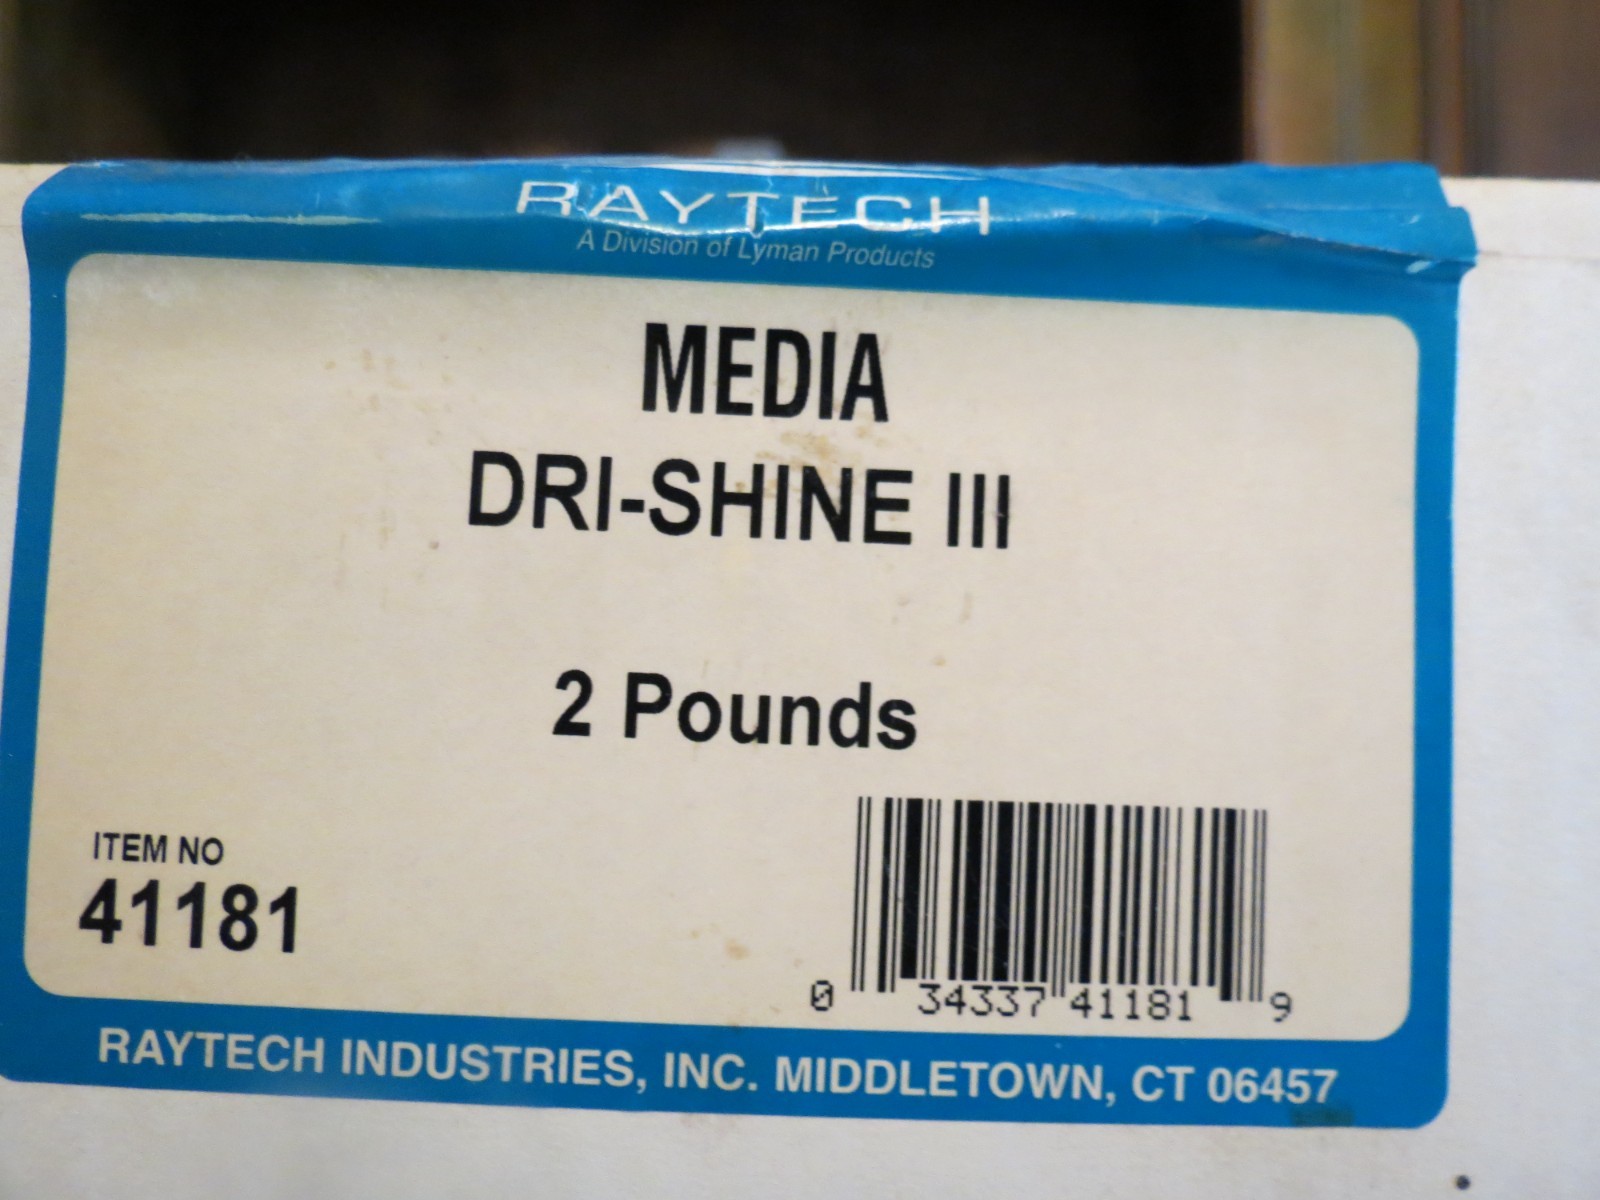 RAYTECH
A Division of Lyman Products
MEDIA
DRI-SHINE III
2 Pounds
ITEM NO
41181
0 34337 41181 9
RAYTECH INDUSTRIES, INC. MIDDLETOWN, CT 06457